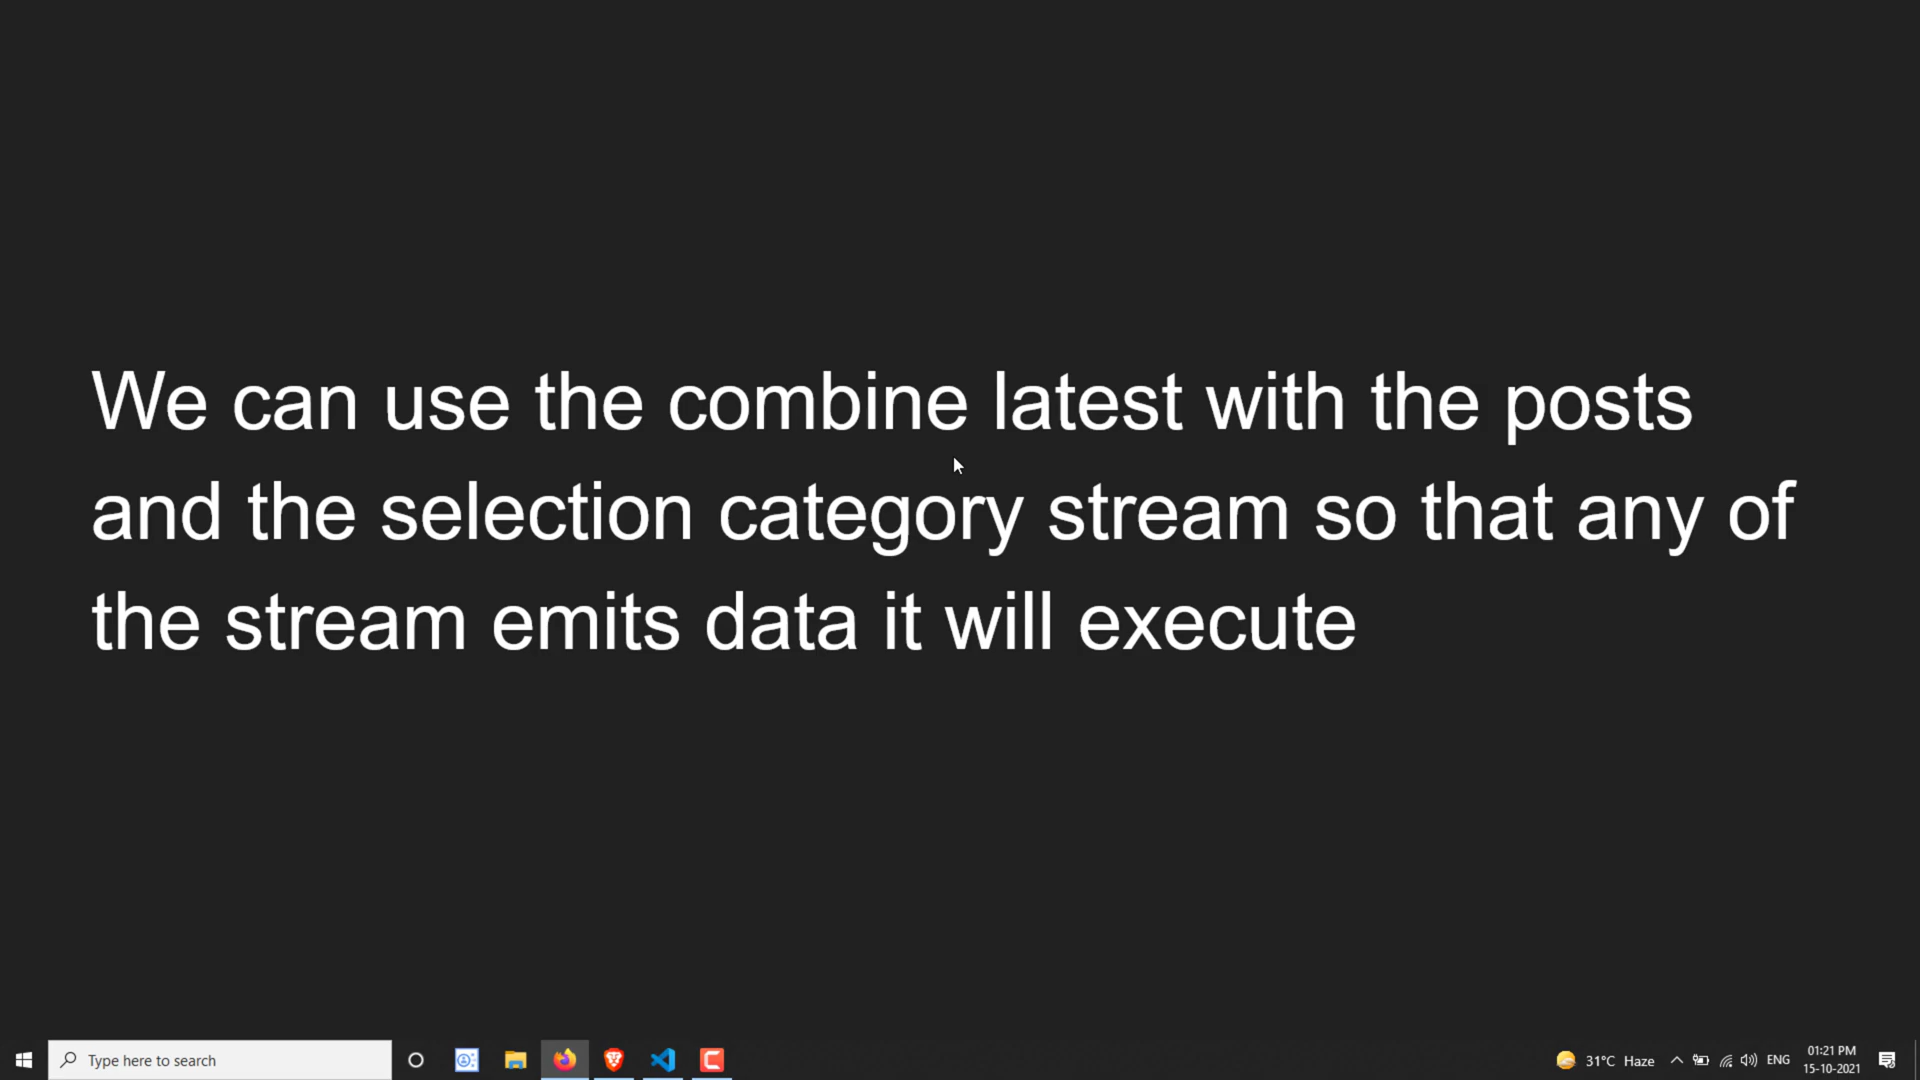 We can use the combine latest with the posts
and the selection category stream so that any of
the stream emits data it will execute
Type here to search
31°C Haze
ENG
01:21 PM
15-10-2021